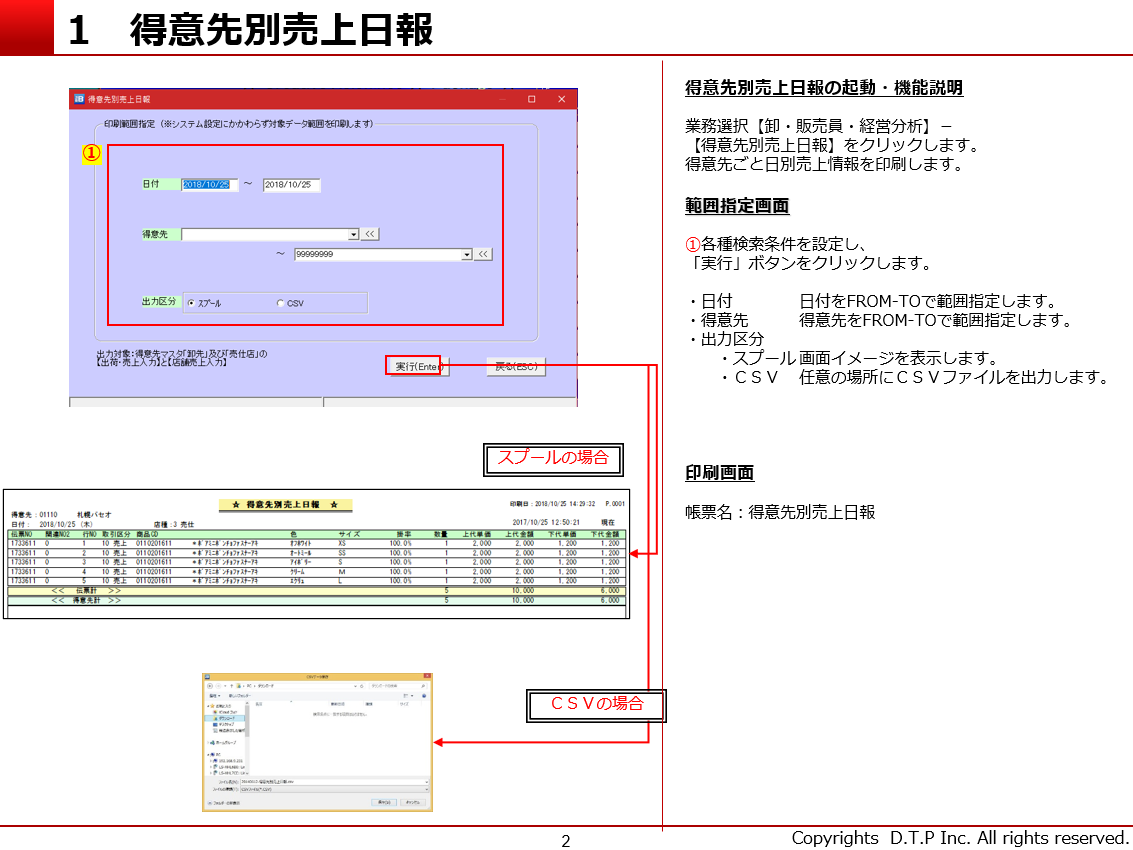 1　得意先別売上日報
得意先別売上日報
印刷範囲指定（※システム設定にかかわらず対象データ範囲を印刷します）
①
日付 2018/10/25 ～ 2018/10/25
得意先 <<
～ 99999999 <<
出力区分 スプール CSV
出力対象：得意先マスタ「卸先」及び「売仕店」の
【出荷・売上入力】と【店舗売上入力】
実行(Enter) 戻る(ESC)
得意先別売上日報の起動・機能説明
業務選択【卸・販売員・経営分析】－
【得意先別売上日報】をクリックします。
得意先ごと日別売上情報を印刷します。
範囲指定画面
①各種検索条件を設定し、
「実行」ボタンをクリックします。
・日付　日付をFROM-TOで範囲指定します。
・得意先　得意先をFROM-TOで範囲指定します。
・出力区分
・スプール 画面イメージを表示します。
・ＣＳＶ　任意の場所にＣＳＶファイルを出力します。
印刷画面
帳票名：得意先別売上日報
スプールの場合
☆ 得意先別売上日報 ☆
印刷日：2018/10/25 14:29:32 P.0001
得意先：01110 札幌パセオ
日付： 2018/10/25 （木） 店種：3 売仕 2017/10/25 12:50:21 現在
伝票NO 関連NO2 行NO 取引区分 商品CD 色 サイズ 掛率 数量 上代単価 上代金額 下代単価 下代金額
1733611 0 1 10 売上 0110201611 ＊ﾎﾞｱﾐﾆﾎﾟﾝﾁｮﾌｧｽﾅｰｱｷ ｵﾌﾎﾜｲﾄ XS 100.0% 1 2,000 2,000 1,200 1,200
1733611 0 2 10 売上 0110201611 ＊ﾎﾞｱﾐﾆﾎﾟﾝﾁｮﾌｧｽﾅｰｱｷ ｵｰﾄﾐｰﾙ SS 100.0% 1 2,000 2,000 1,200 1,200
1733611 0 3 10 売上 0110201611 ＊ﾎﾞｱﾐﾆﾎﾟﾝﾁｮﾌｧｽﾅｰｱｷ ｱｲﾎﾞﾘｰ S 100.0% 1 2,000 2,000 1,200 1,200
1733611 0 4 10 売上 0110201611 ＊ﾎﾞｱﾐﾆﾎﾟﾝﾁｮﾌｧｽﾅｰｱｷ ｸﾘｰﾑ M 100.0% 1 2,000 2,000 1,200 1,200
1733611 0 5 10 売上 0110201611 ＊ﾎﾞｱﾐﾆﾎﾟﾝﾁｮﾌｧｽﾅｰｱｷ ｴｸﾘｭ L 100.0% 1 2,000 2,000 1,200 1,200
<< 伝票計 >> 5 10,000 6,000
<< 得意先計 >> 5 10,000 6,000
ＣＳＶの場合
2
Copyrights D.T.P Inc. All rights reserved.